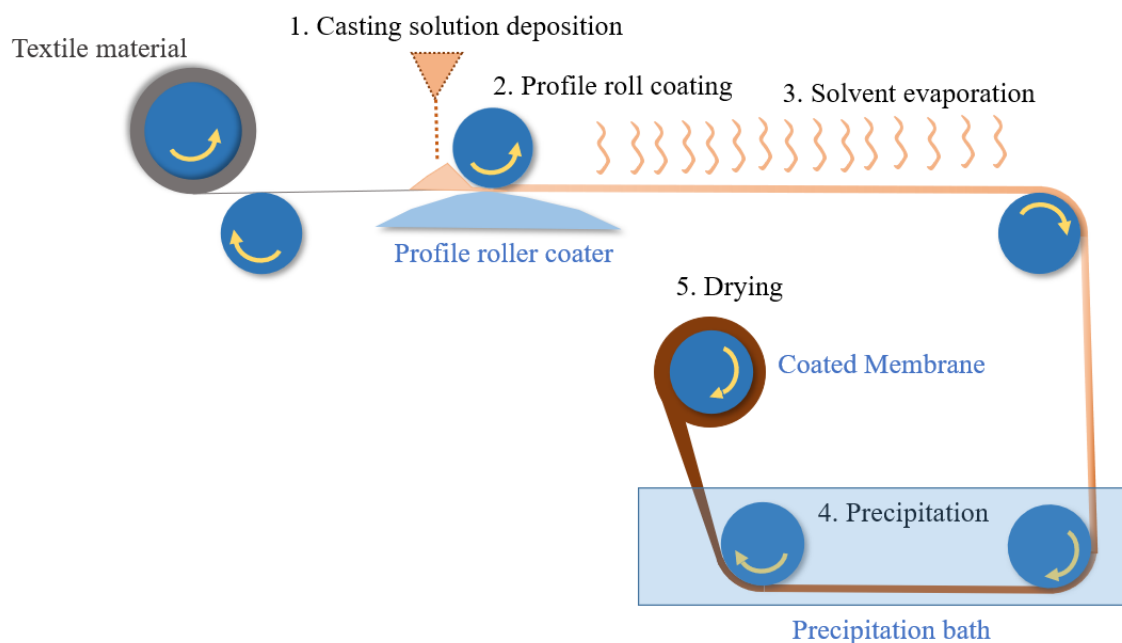 1. Casting solution deposition
Textile material
2. Profile roll coating
3. Solvent evaporation
Profile roller coater
5. Drying
Coated Membrane
4. Precipitation
Precipitation bath